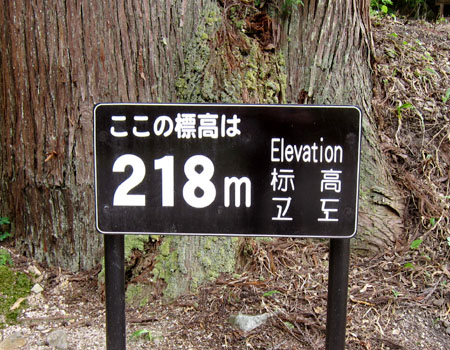 ここの標高は
218m
Elevation
标高
고도